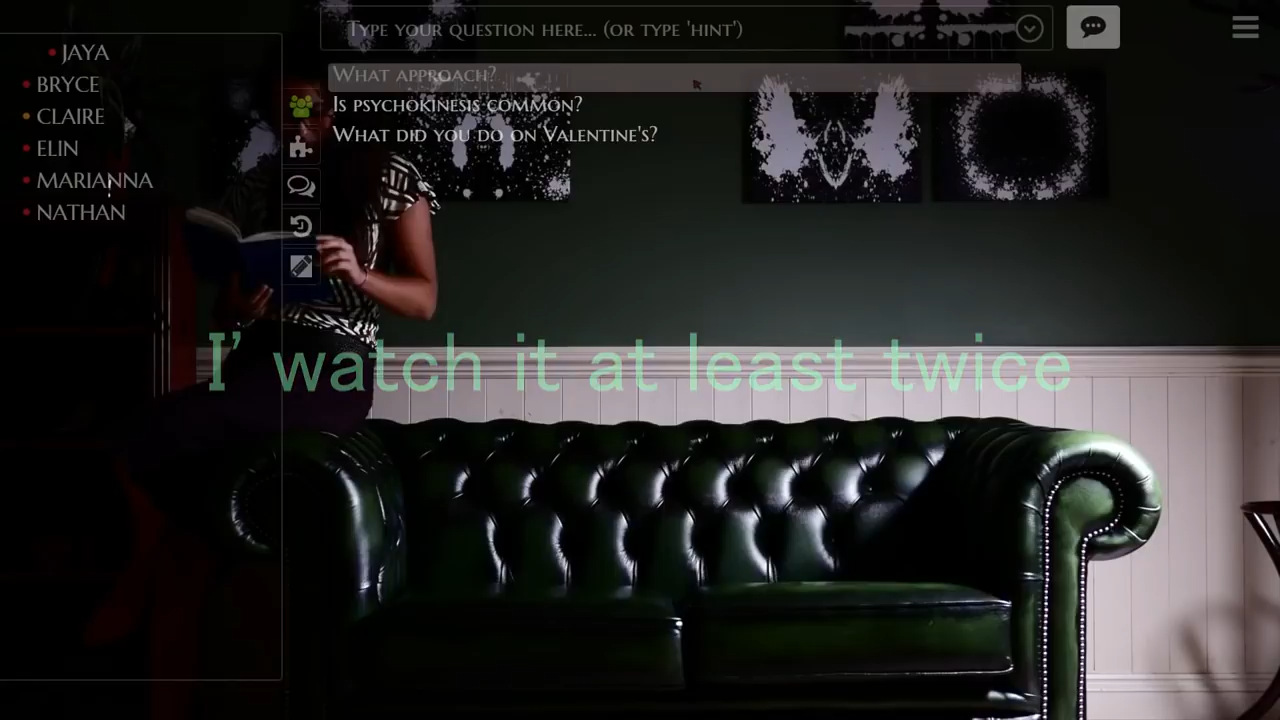 Type your question here... (or type 'hint')
JAYA
BRYCE
CLAIRE
ELIN
MARIANNA
NATHAN
What approach?
Is psychokinesis common?
What did you do on Valentine's?
I' watch it at least twice